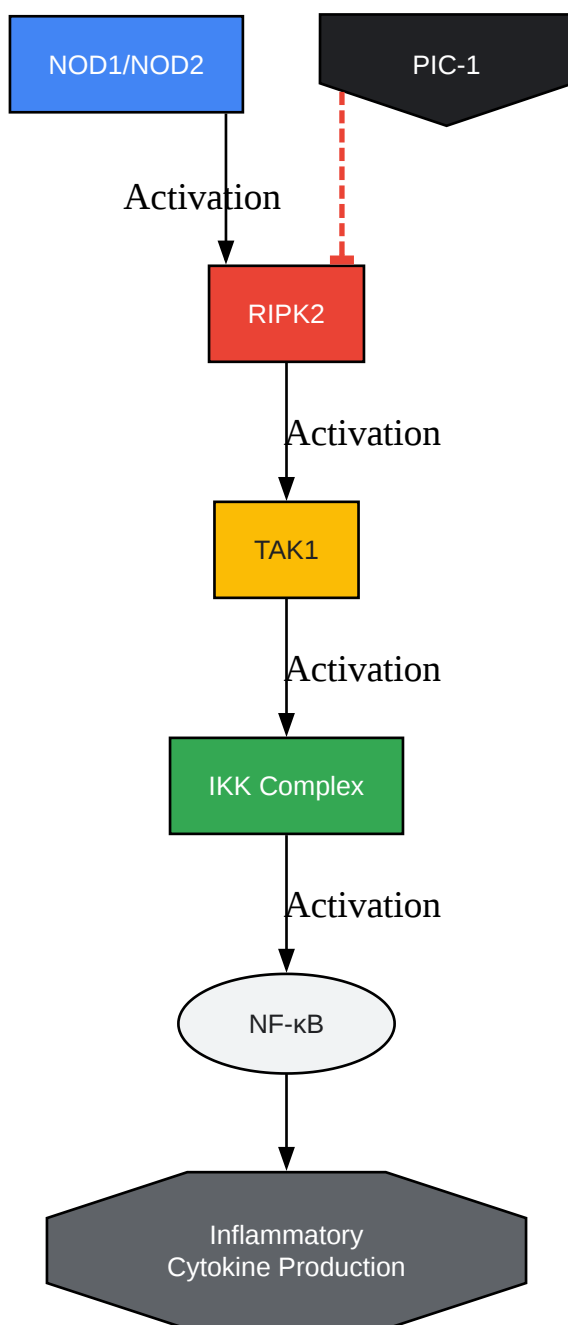 NOD1/NOD2
PIC-1
Activation
RIPK2
Activation
TAK1
Activation
IKK Complex
Activation
NF-κB
Inflammatory
Cytokine Production